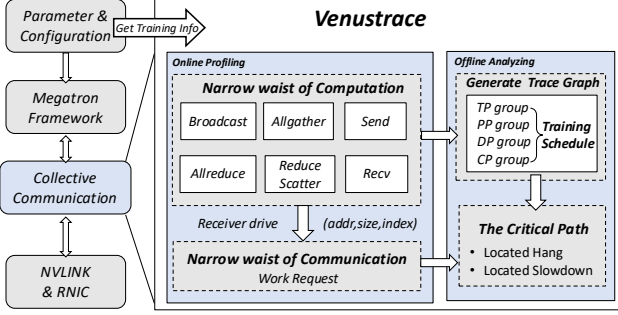 Parameter &
Configuration
Get Training Info
Megatron
Framework
Collective
Communication
NVLINK
& RNIC
Venustrace
Online Profiling
Narrow waist of Computation
Broadcast
Allgather
Send
Allreduce
Reduce
Scatter
Recv
Receiver drive
(addr,size,index)
Narrow waist of Communication
Work Request
Offline Analyzing
Generate Trace Graph
TP group
PP group
DP group
CP group
Training
Schedule
The Critical Path
• Located Hang
• Located Slowdown